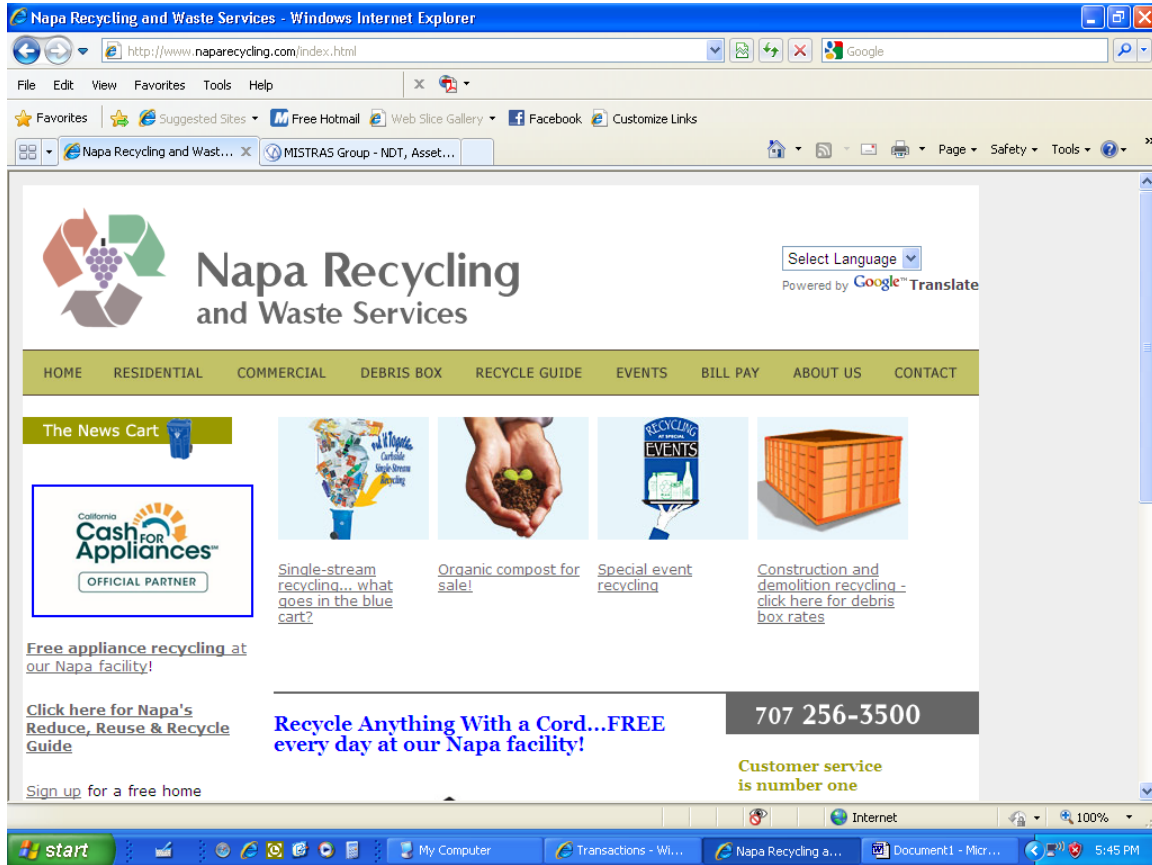 Napa Recycling and Waste Services - Windows Internet Explorer
http://www.naparecycling.com/index.html
Google
File Edit View Favorites Tools Help
Favorites Suggested Sites Free Hotmail Web Slice Gallery Facebook Customize Links
Napa Recycling and Wast... MISTRAS Group - NDT, Asset...
Page Safety Tools
Napa Recycling
and Waste Services
Select Language
Powered by Google™ Translate
HOME RESIDENTIAL COMMERCIAL DEBRIS BOX RECYCLE GUIDE EVENTS BILL PAY ABOUT US CONTACT
The News Cart
California
Cash FOR
Appliances℠
OFFICIAL PARTNER
Free appliance recycling at
our Napa facility!
Click here for Napa's
Reduce, Reuse & Recycle
Guide
Sign up for a free home
Put it Together
Curbside
Single-Stream
Recycling
Single-stream
recycling... what
goes in the blue
cart?
Organic compost for
sale!
RECYCLING
AT SPECIAL
EVENTS
Special event
recycling
Construction and
demolition recycling -
click here for debris
box rates
Recycle Anything With a Cord...FREE
every day at our Napa facility!
707 256-3500
Customer service
is number one
Internet 100%
start My Computer Transactions - Wi... Napa Recycling a... Document1 - Micr... 5:45 PM